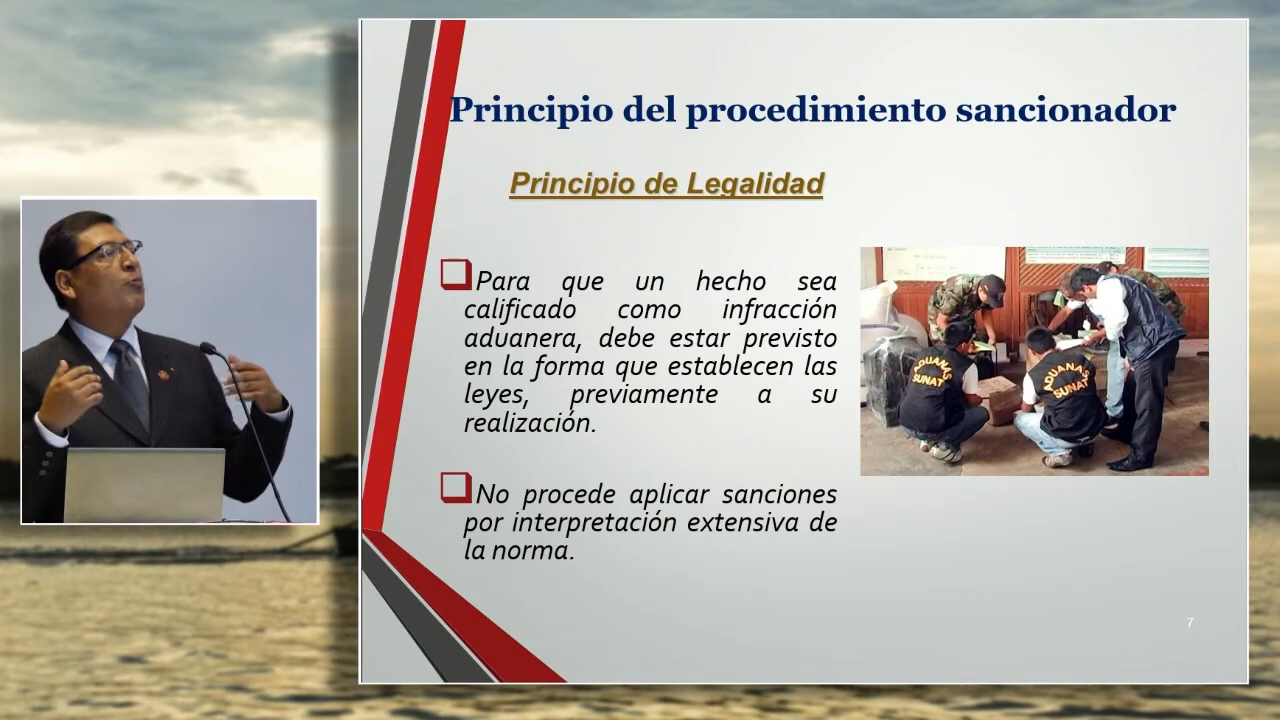 Principio del procedimiento sancionador
Principio de Legalidad
Para que un hecho sea
calificado como infracción
aduanera, debe estar previsto
en la forma que establecen las
leyes, previamente a su
realización.
No procede aplicar sanciones
por interpretación extensiva de
la norma.
ADUANAS
SUNAT
ADUANAS
SUNAT
7